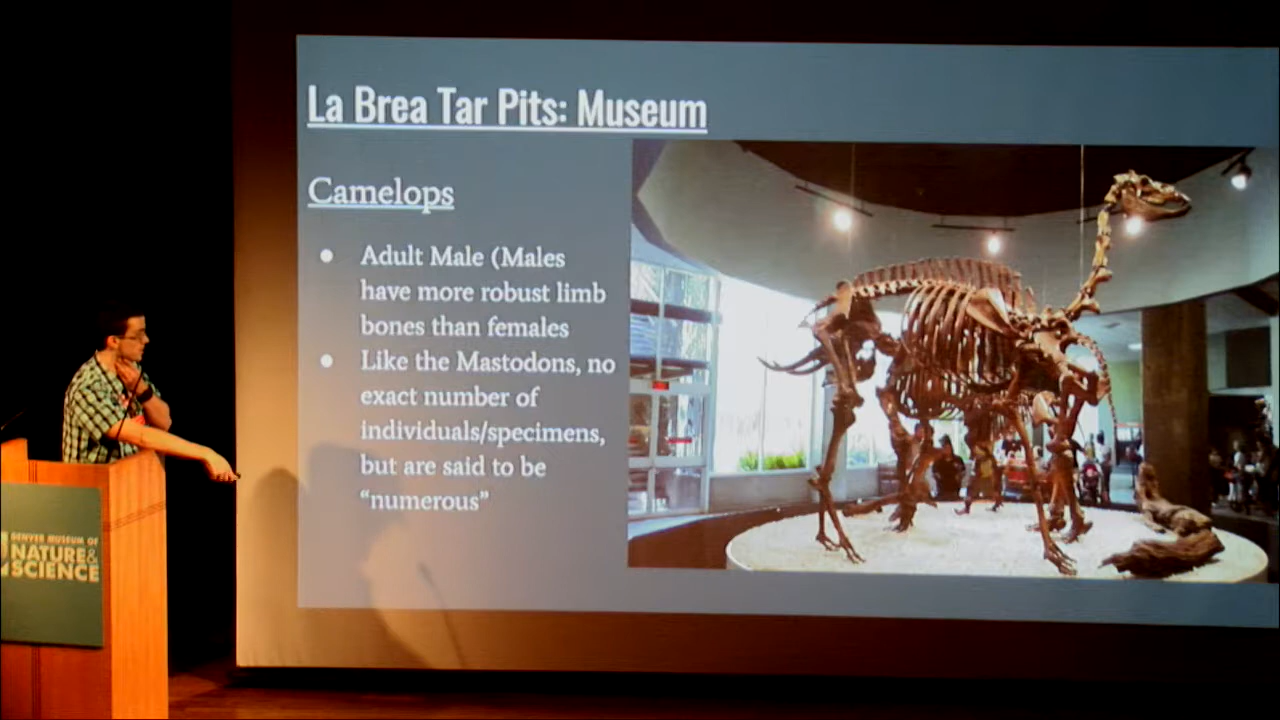 La Brea Tar Pits: Museum
Camelops
● Adult Male (Males
have more robust limb
bones than females
● Like the Mastodons, no
exact number of
individuals/specimens,
but are said to be
“numerous”
DENVER MUSEUM OF
NATURE&
SCIENCE